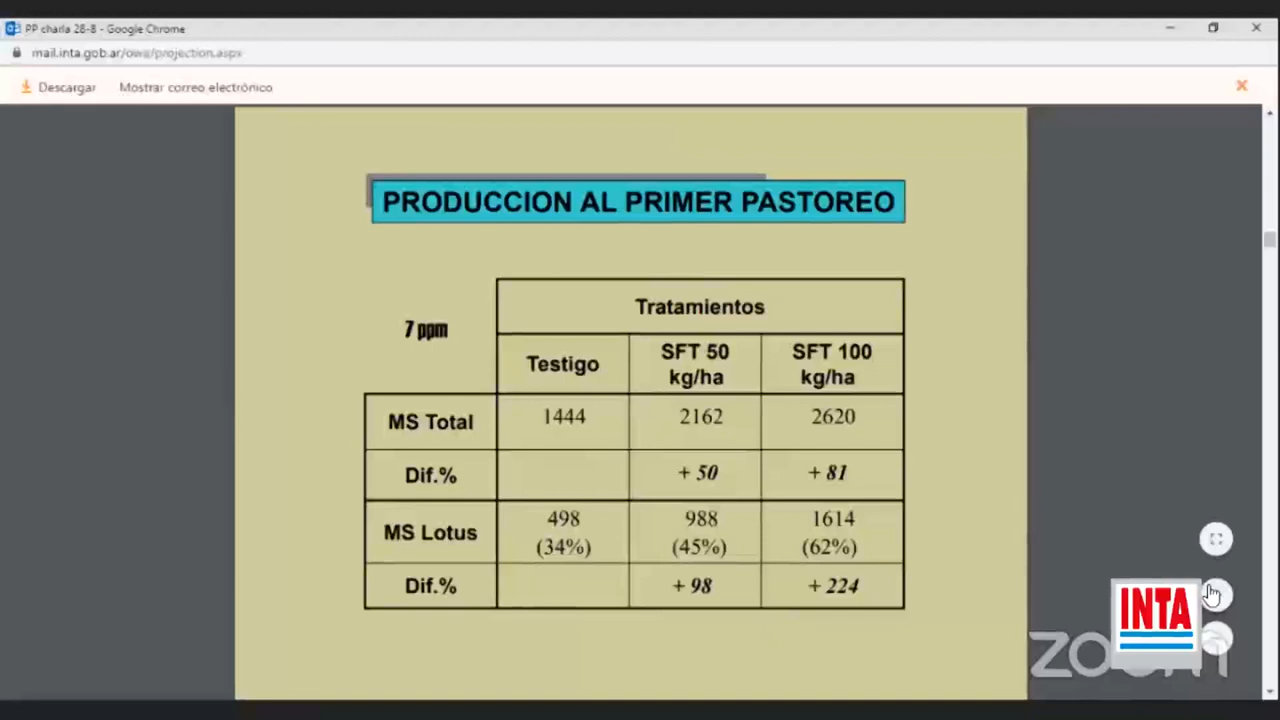 PP charla 28-8 - Google Chrome
mail.inta.gob.ar/owa/projection.aspx
Descargar Mostrar correo electrónico
PRODUCCION AL PRIMER PASTOREO
7 ppm
Tratamientos
Testigo SFT 50 kg/ha SFT 100 kg/ha
MS Total 1444 2162 2620
Dif.% + 50 + 81
MS Lotus 498 (34%) 988 (45%) 1614 (62%)
Dif.% + 98 + 224
INTA
zoom